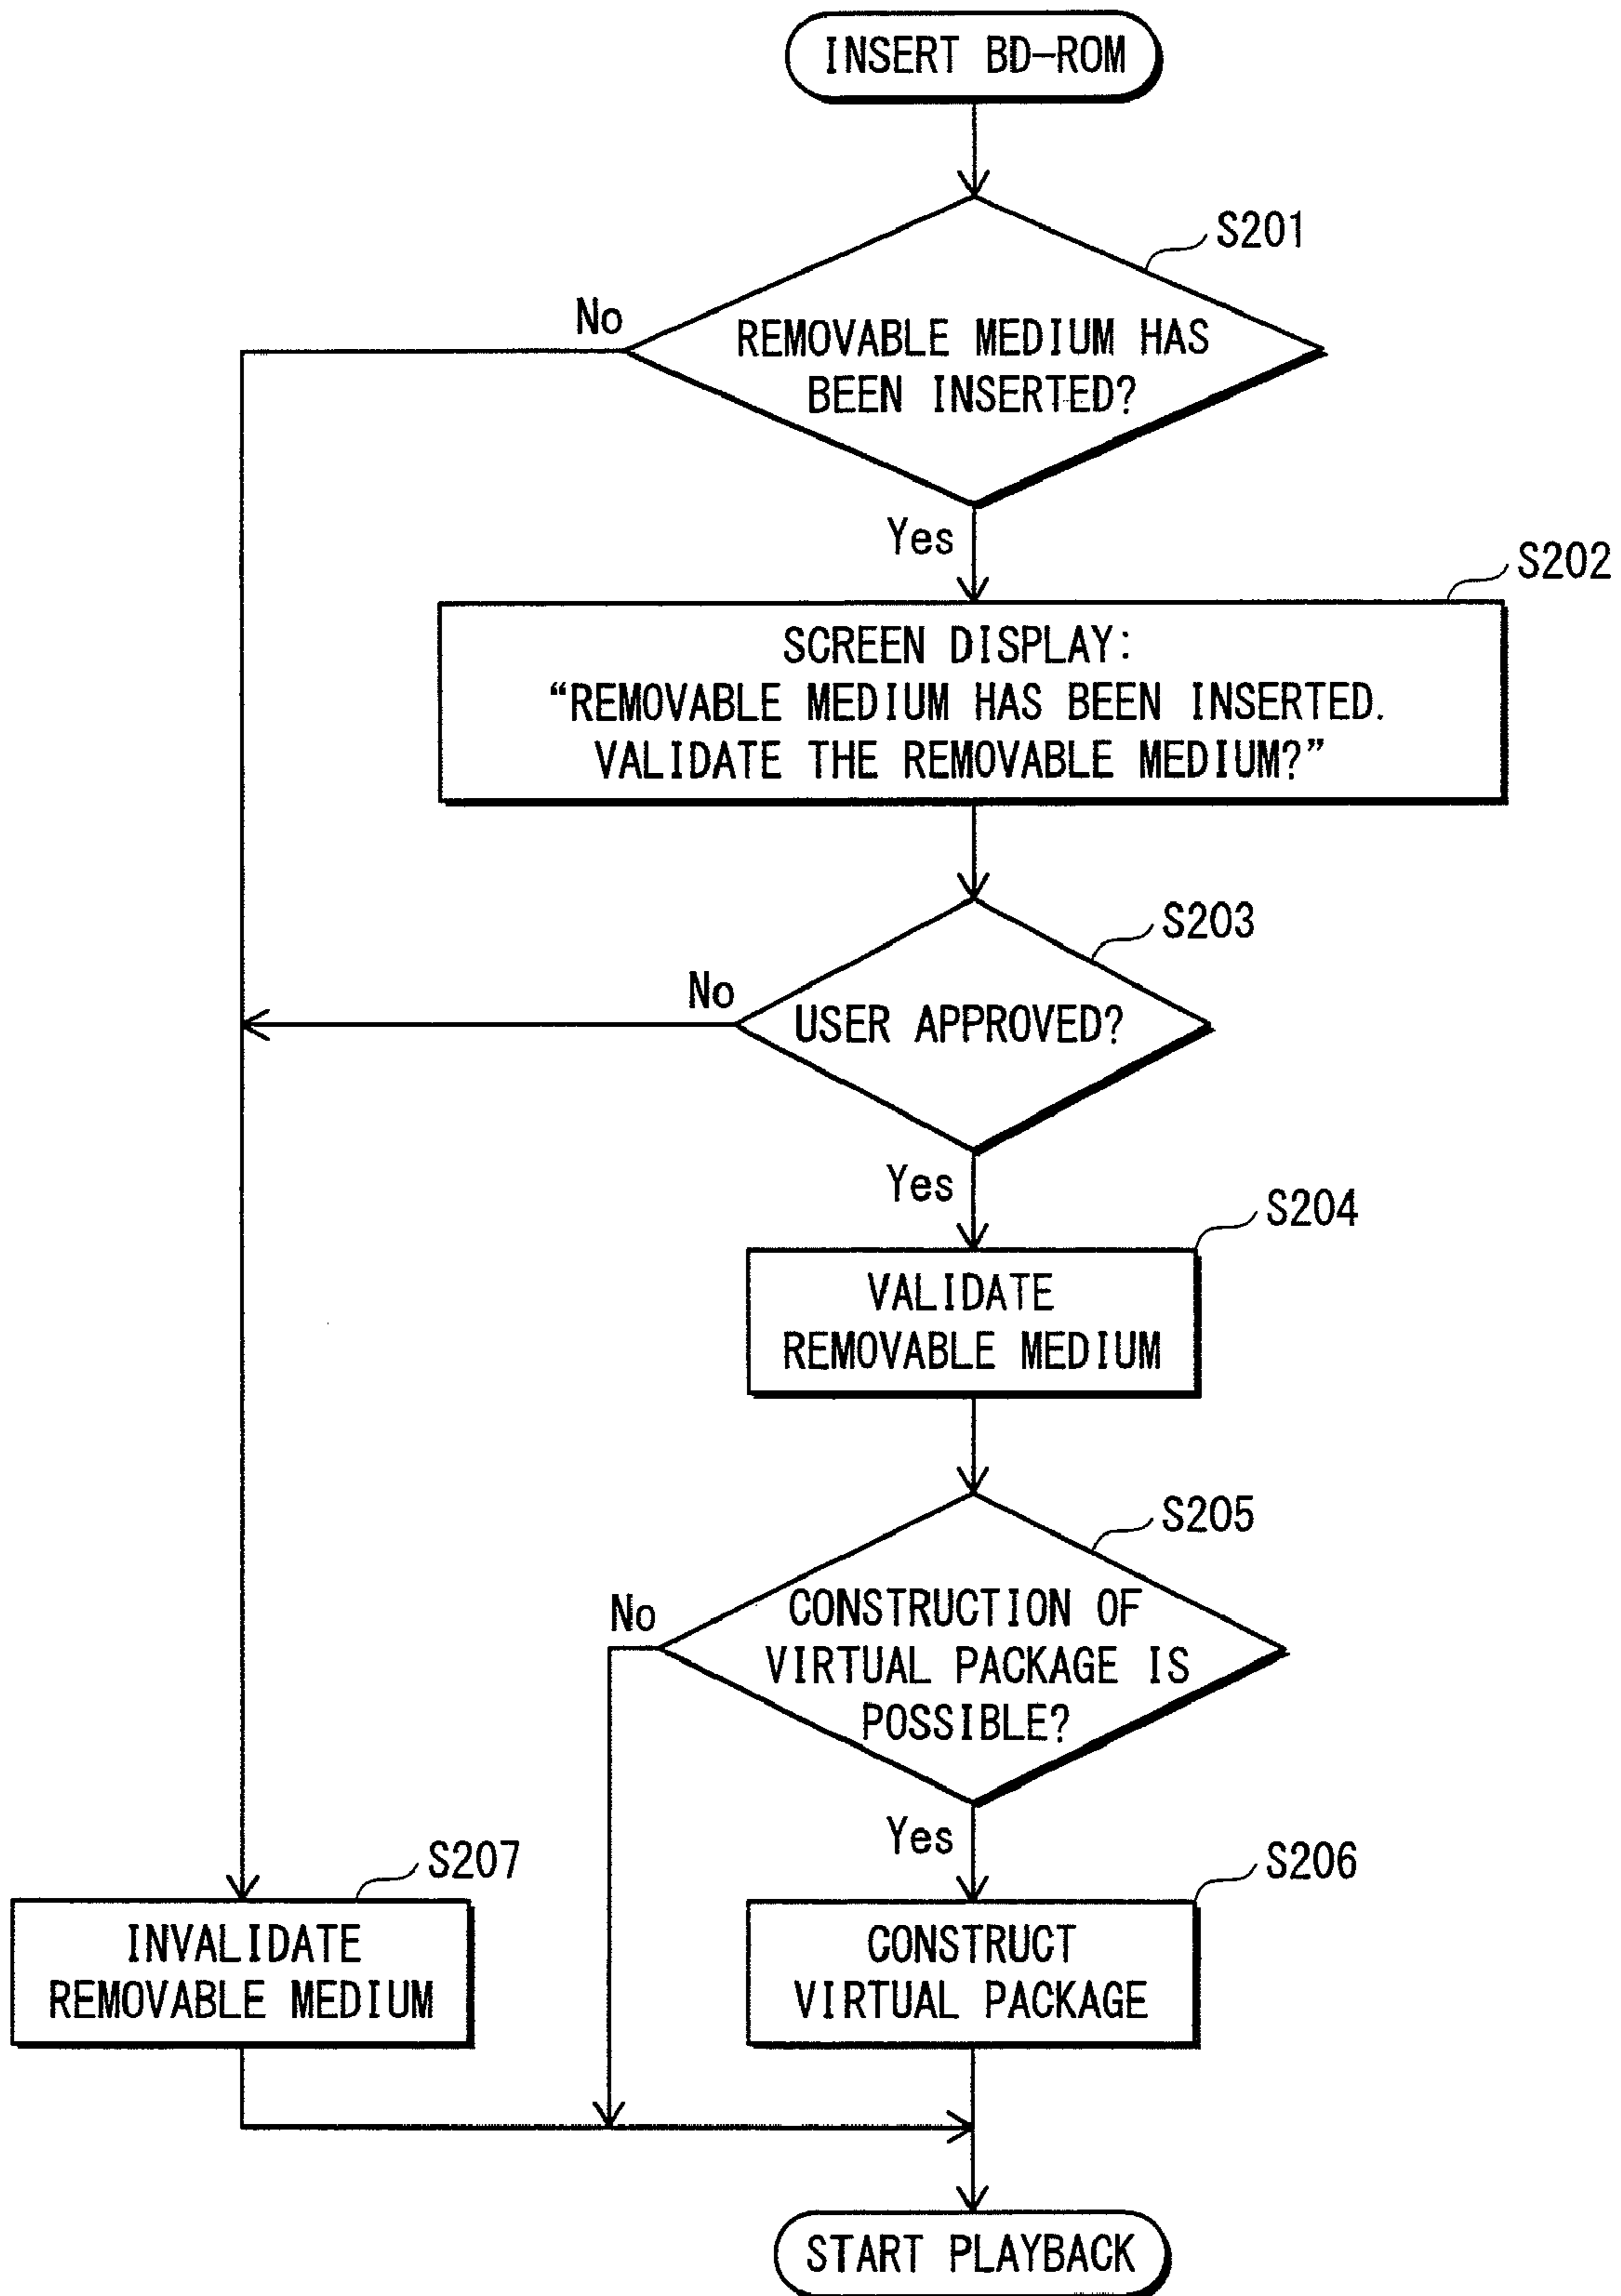 INSERT BD-ROM
S201
No
REMOVABLE MEDIUM HAS
BEEN INSERTED?
Yes
S202
SCREEN DISPLAY:
“REMOVABLE MEDIUM HAS BEEN INSERTED.
VALIDATE THE REMOVABLE MEDIUM?”
S203
No
USER APPROVED?
Yes
S204
VALIDATE
REMOVABLE MEDIUM
S205
No
CONSTRUCTION OF
VIRTUAL PACKAGE IS
POSSIBLE?
Yes
S207
S206
INVALIDATE
REMOVABLE MEDIUM
CONSTRUCT
VIRTUAL PACKAGE
START PLAYBACK